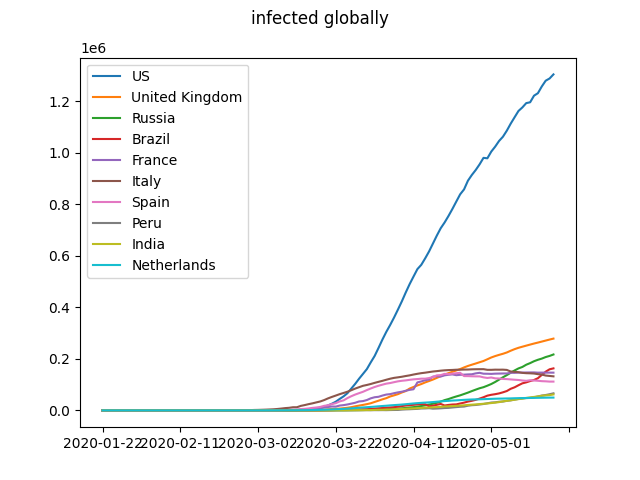 infected globally
1e6
US
United Kingdom
Russia
Brazil
France
Italy
Spain
Peru
India
Netherlands
1.2
1.0
0.8
0.6
0.4
0.2
0.0
2020-01-22 2020-02-11 2020-03-02 2020-03-22 2020-04-11 2020-05-01